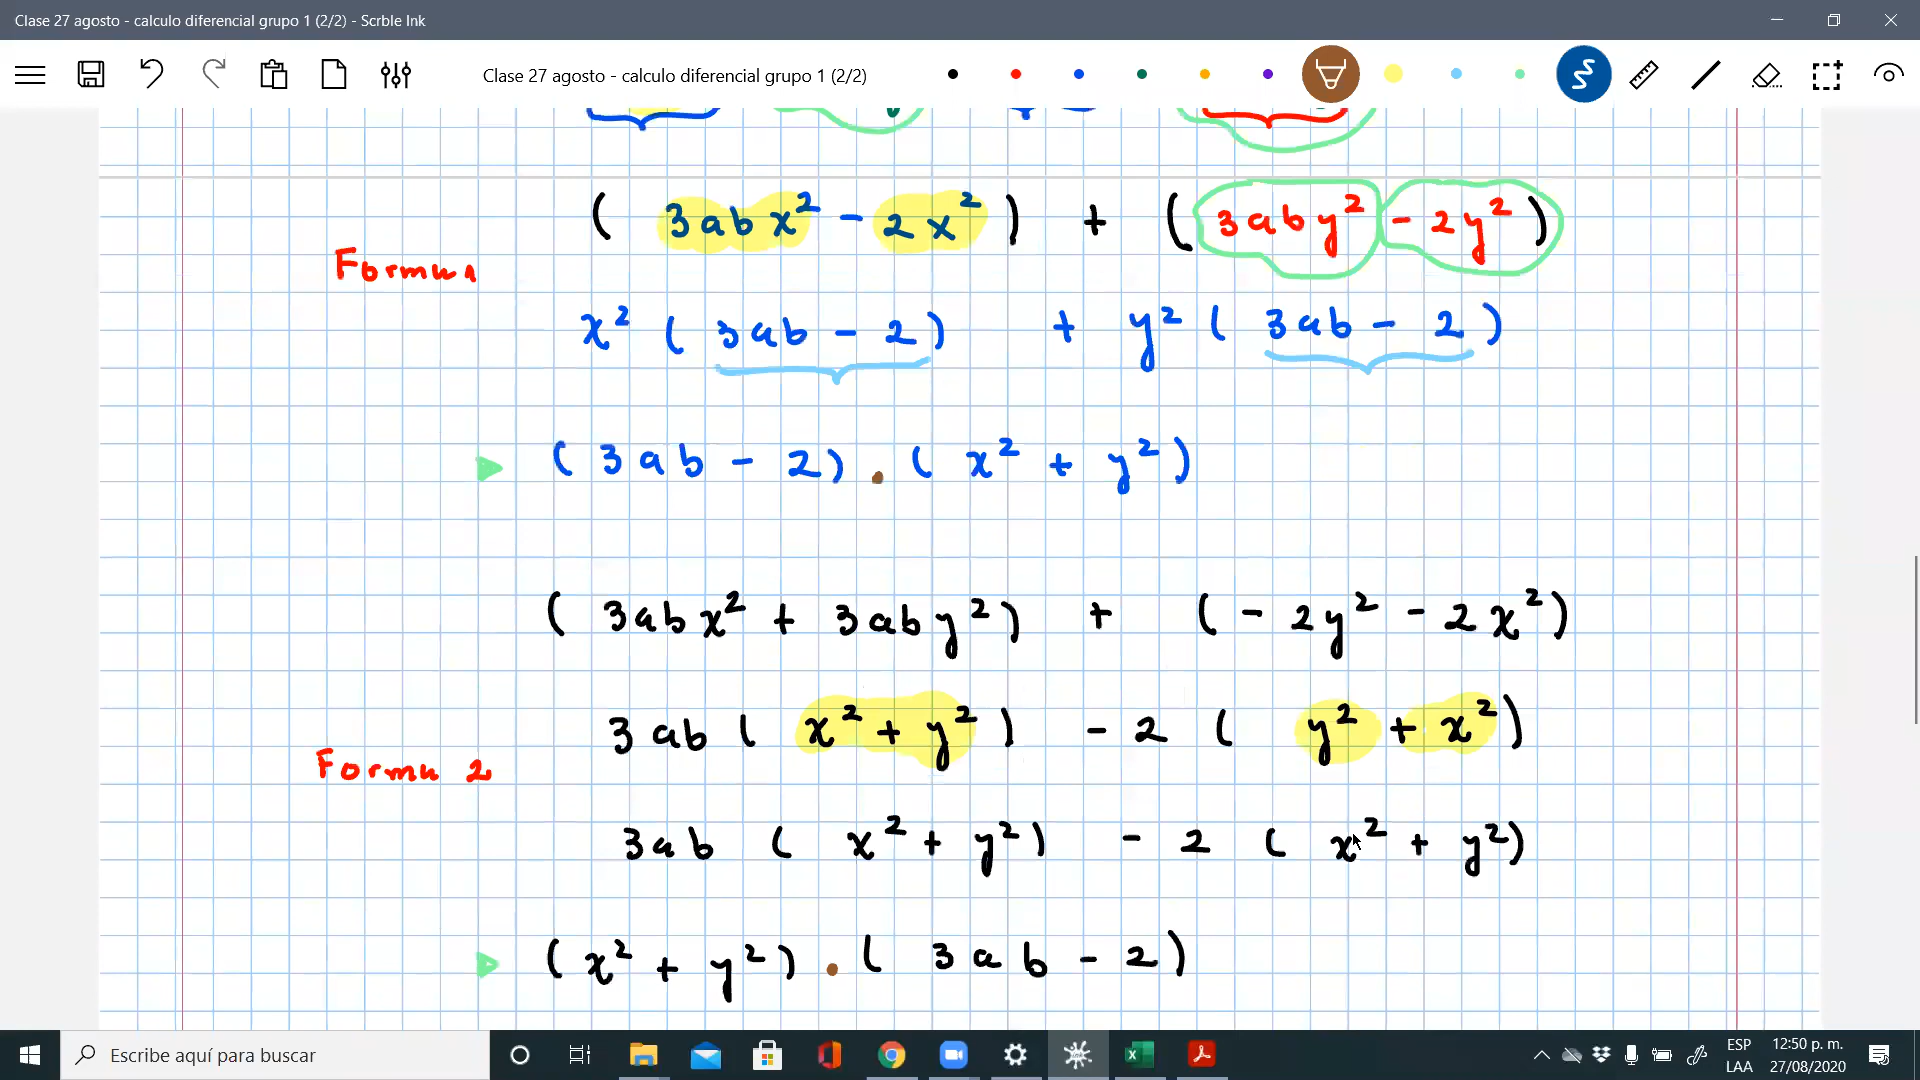 Clase 27 agosto - calculo diferencial grupo 1 (2/2) - Scrble Ink
Clase 27 agosto - calculo diferencial grupo 1 (2/2)
( 3abx² - 2x² ) + ( 3aby² - 2y² )
Forma 1
x² ( 3ab - 2 ) + y² ( 3ab - 2 )
( 3ab - 2 ) . ( x² + y² )
( 3abx² + 3aby² ) + ( - 2y² - 2x² )
3ab ( x² + y² ) - 2 ( y² + x² )
Forma 2
3ab ( x² + y² ) - 2 ( x² + y² )
( x² + y² ) . ( 3ab - 2 )
Escribe aquí para buscar
ESP
LAA
12:50 p. m.
27/08/2020